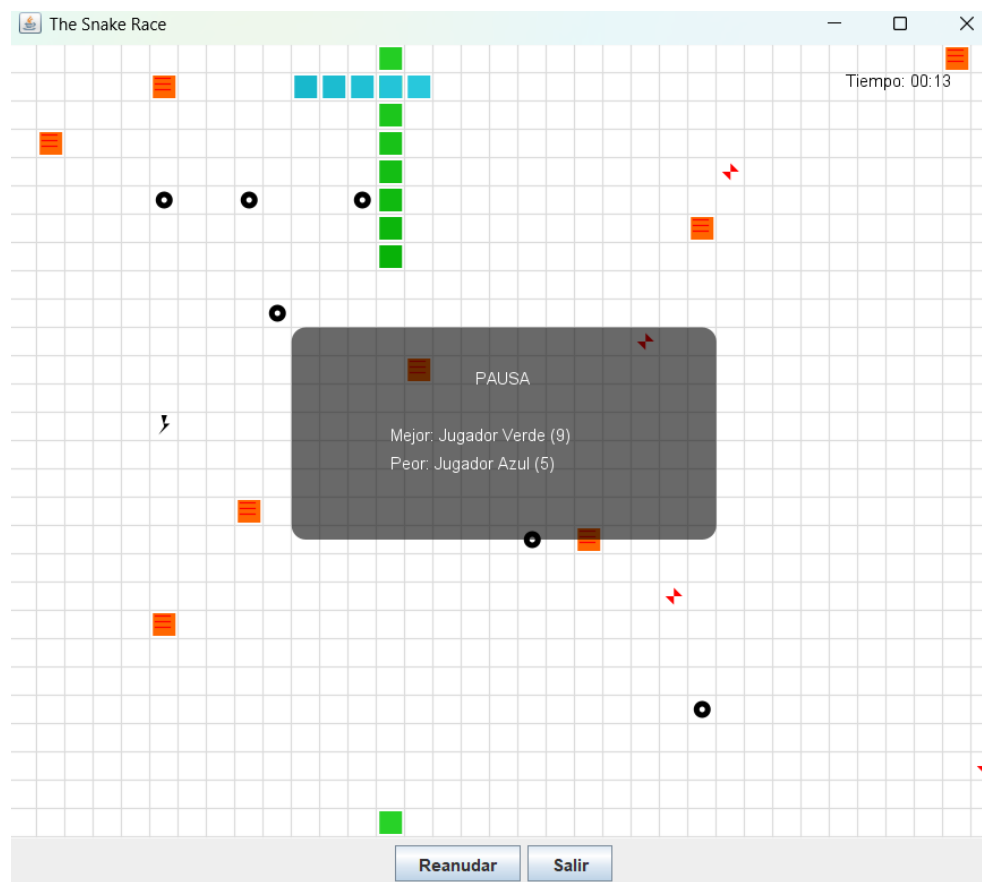 The Snake Race
Tiempo: 00:13
PAUSA
Mejor: Jugador Verde (9)
Peor: Jugador Azul (5)
Reanudar
Salir